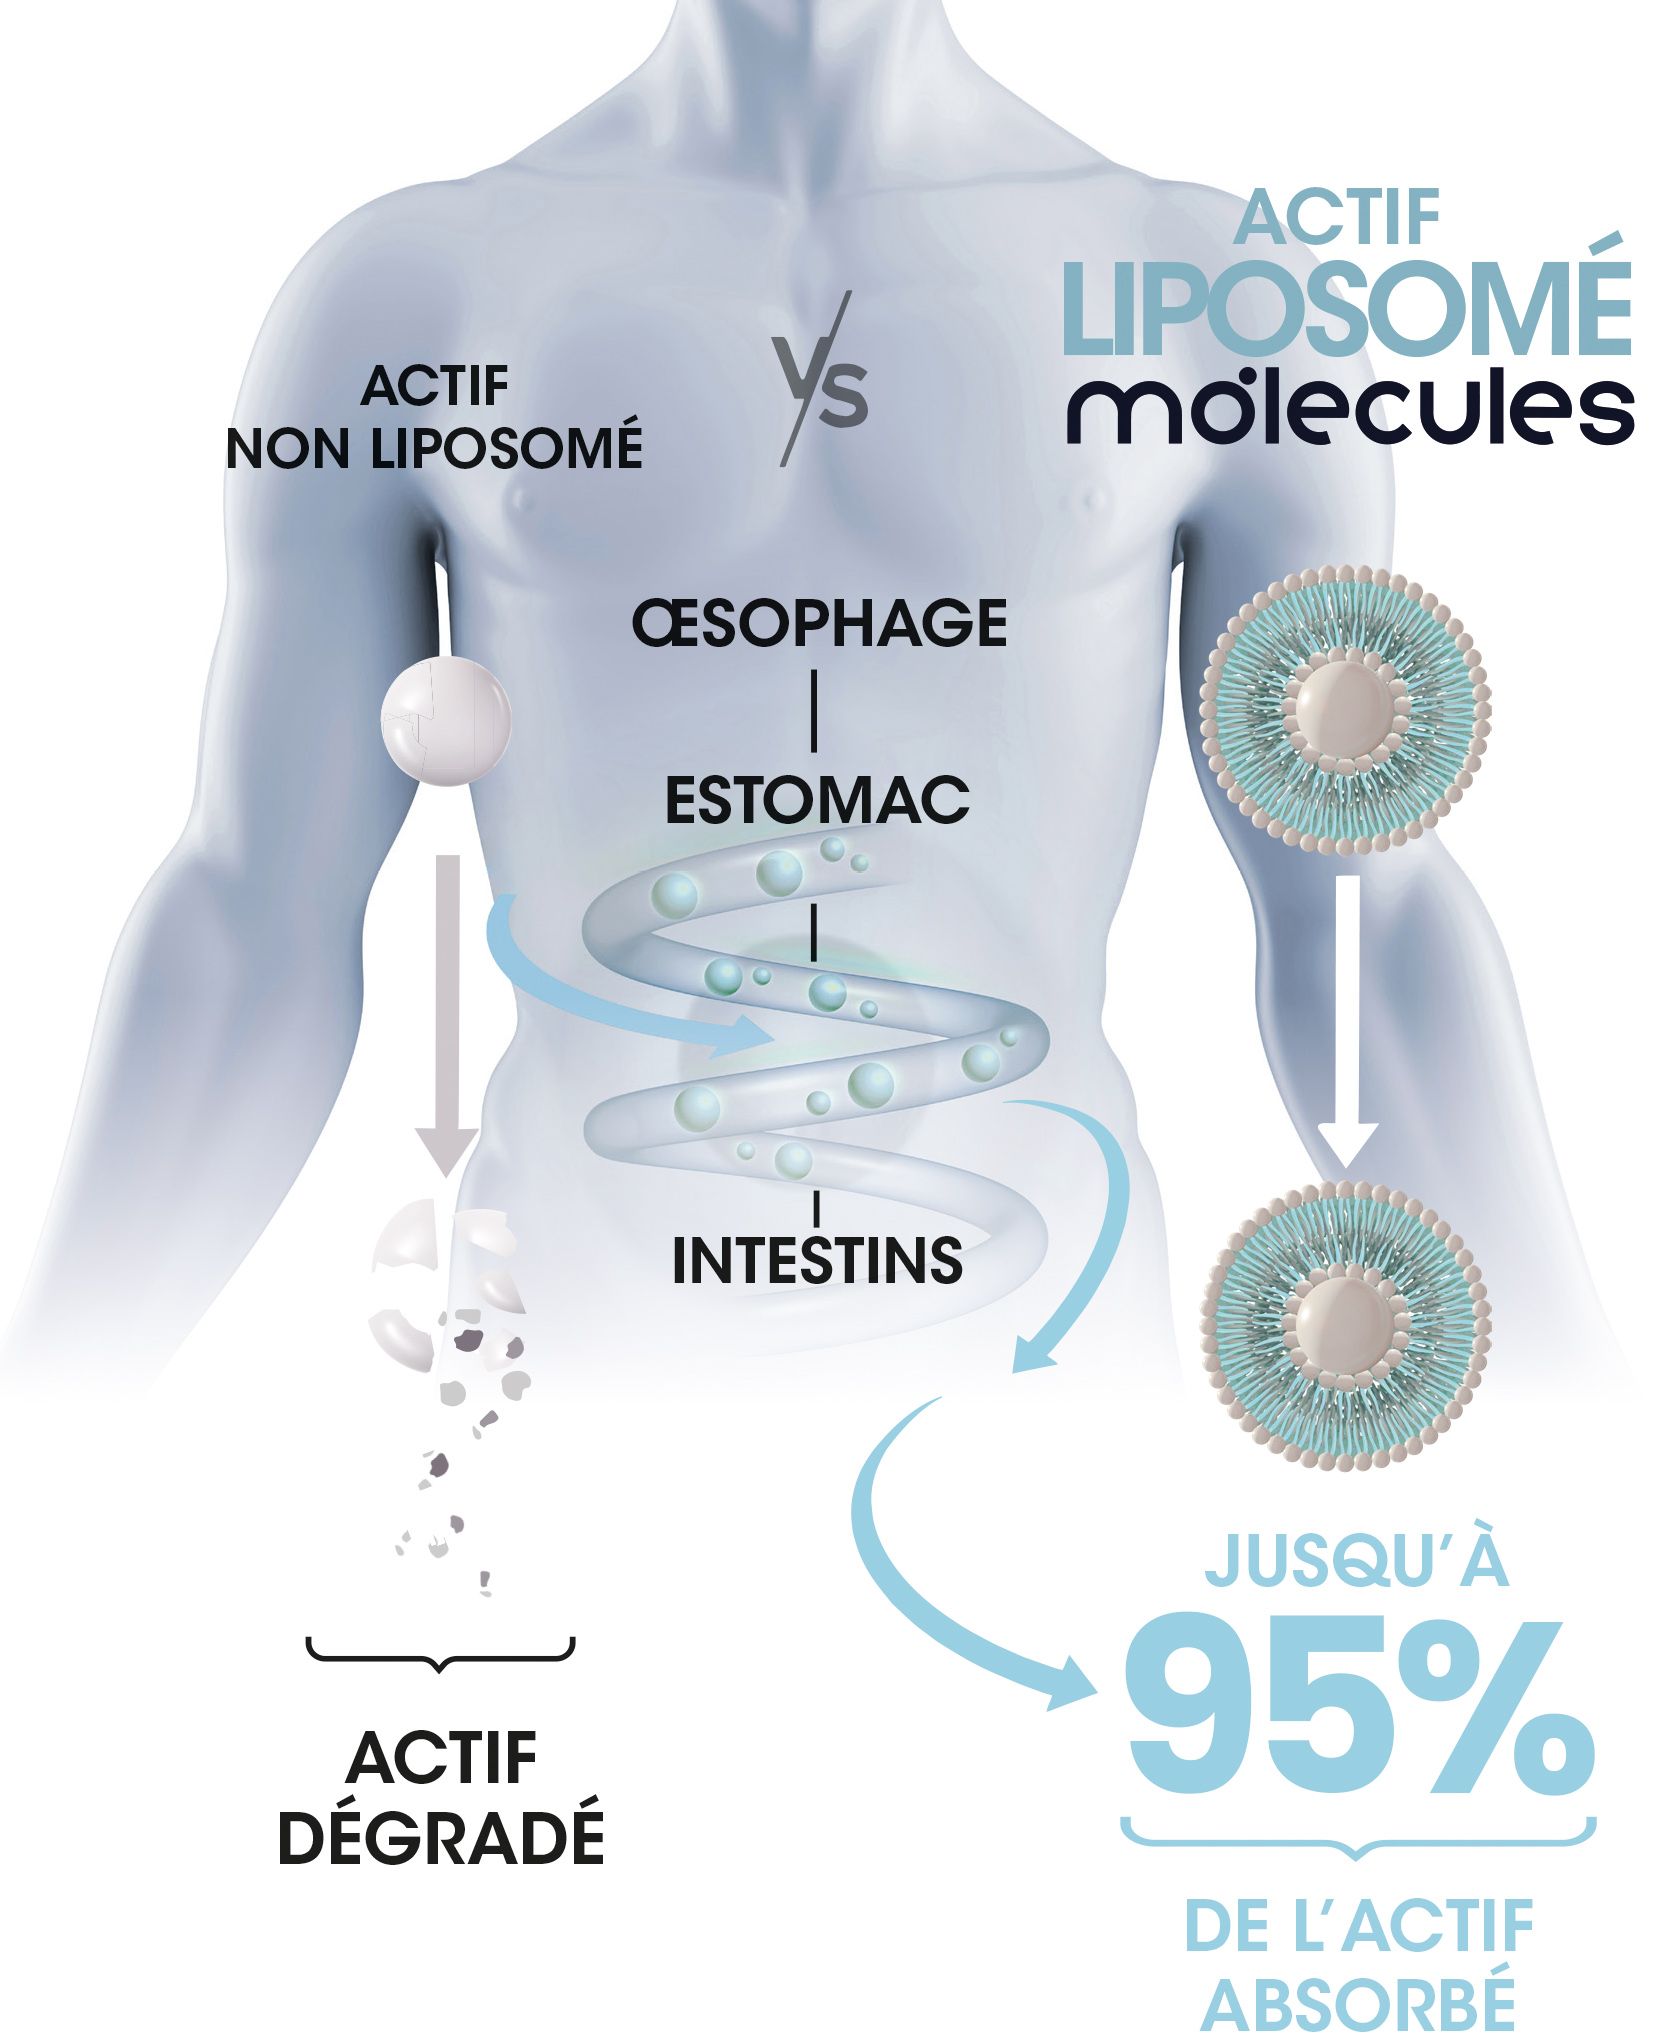 ACTIF
LIPOSOMÉ
molecules
VS
ACTIF
NON LIPOSOMÉ
ŒSOPHAGE
ESTOMAC
INTESTINS
JUSQU'À
95%
ACTIF
DÉGRADÉ
DE L'ACTIF
ABSORBÉ